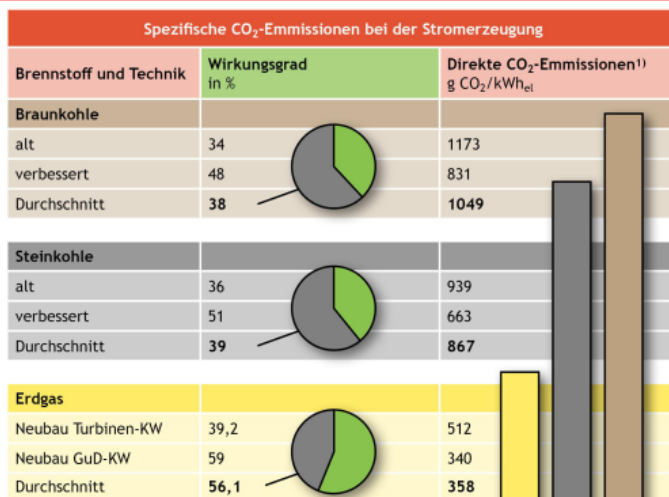 Spezifische CO₂-Emmissionen bei der Stromerzeugung
Brennstoff und Technik Wirkungsgrad in % Direkte CO₂-Emmissionen¹⁾ g CO₂/kWhₑₗ
Braunkohle
alt 34 1173
verbessert 48 831
Durchschnitt 38 1049
Steinkohle
alt 36 939
verbessert 51 663
Durchschnitt 39 867
Erdgas
Neubau Turbinen-KW 39,2 512
Neubau GuD-KW 59 340
Durchschnitt 56,1 358